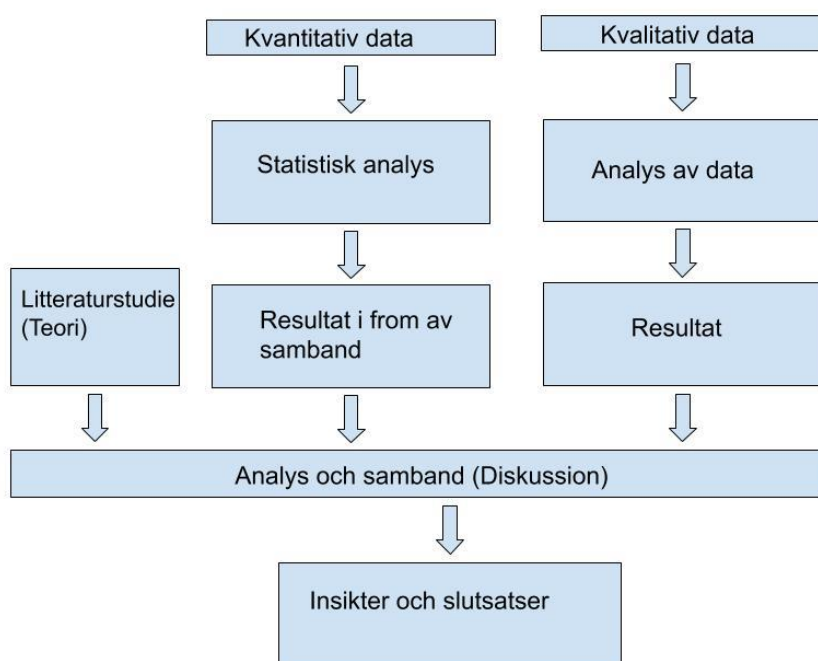 Kvantitativ data
Kvalitativ data
Statistisk analys
Analys av data
Litteraturstudie
(Teori)
Resultat i from av
samband
Resultat
Analys och samband (Diskussion)
Insikter och slutsatser